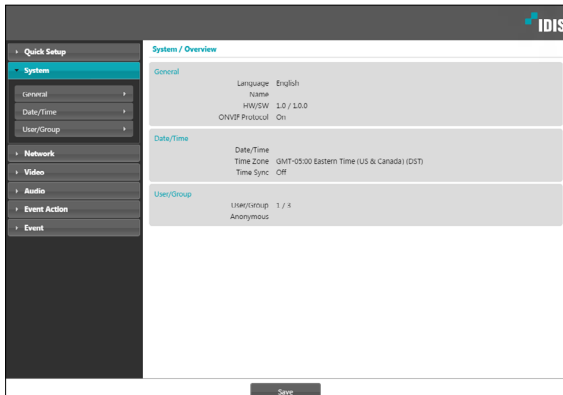 IDIS
Quick Setup
System
General
Date/Time
User/Group
Network
Video
Audio
Event Action
Event
System / Overview
General
Language English
Name
HW/SW 1.0 / 1.0.0
ONVIF Protocol On
Date/Time
Date/Time
Time Zone GMT-05:00 Eastern Time (US & Canada) (DST)
Time Sync Off
User/Group
User/Group 1 / 3
Anonymous
Save